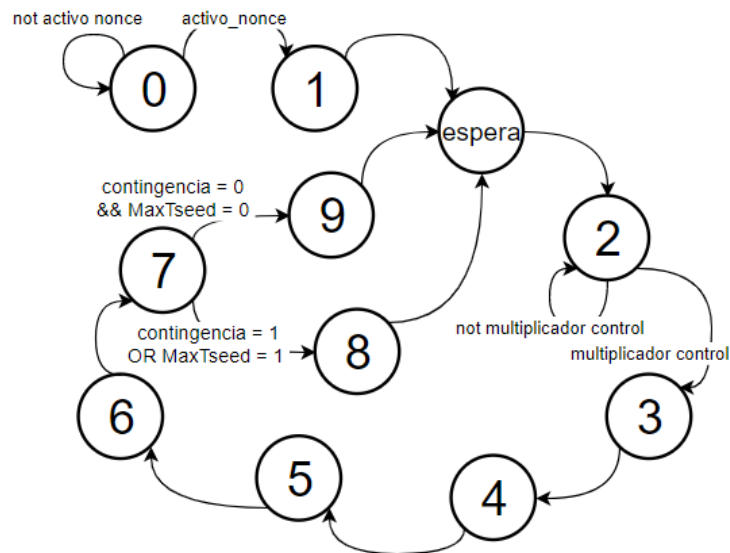 not activo nonce
activo_nonce
0
1
espera
contingencia = 0
&& MaxTseed = 0
9
2
7
not multiplicador control
contingencia = 1
OR MaxTseed = 1
8
multiplicador control
6
3
5
4